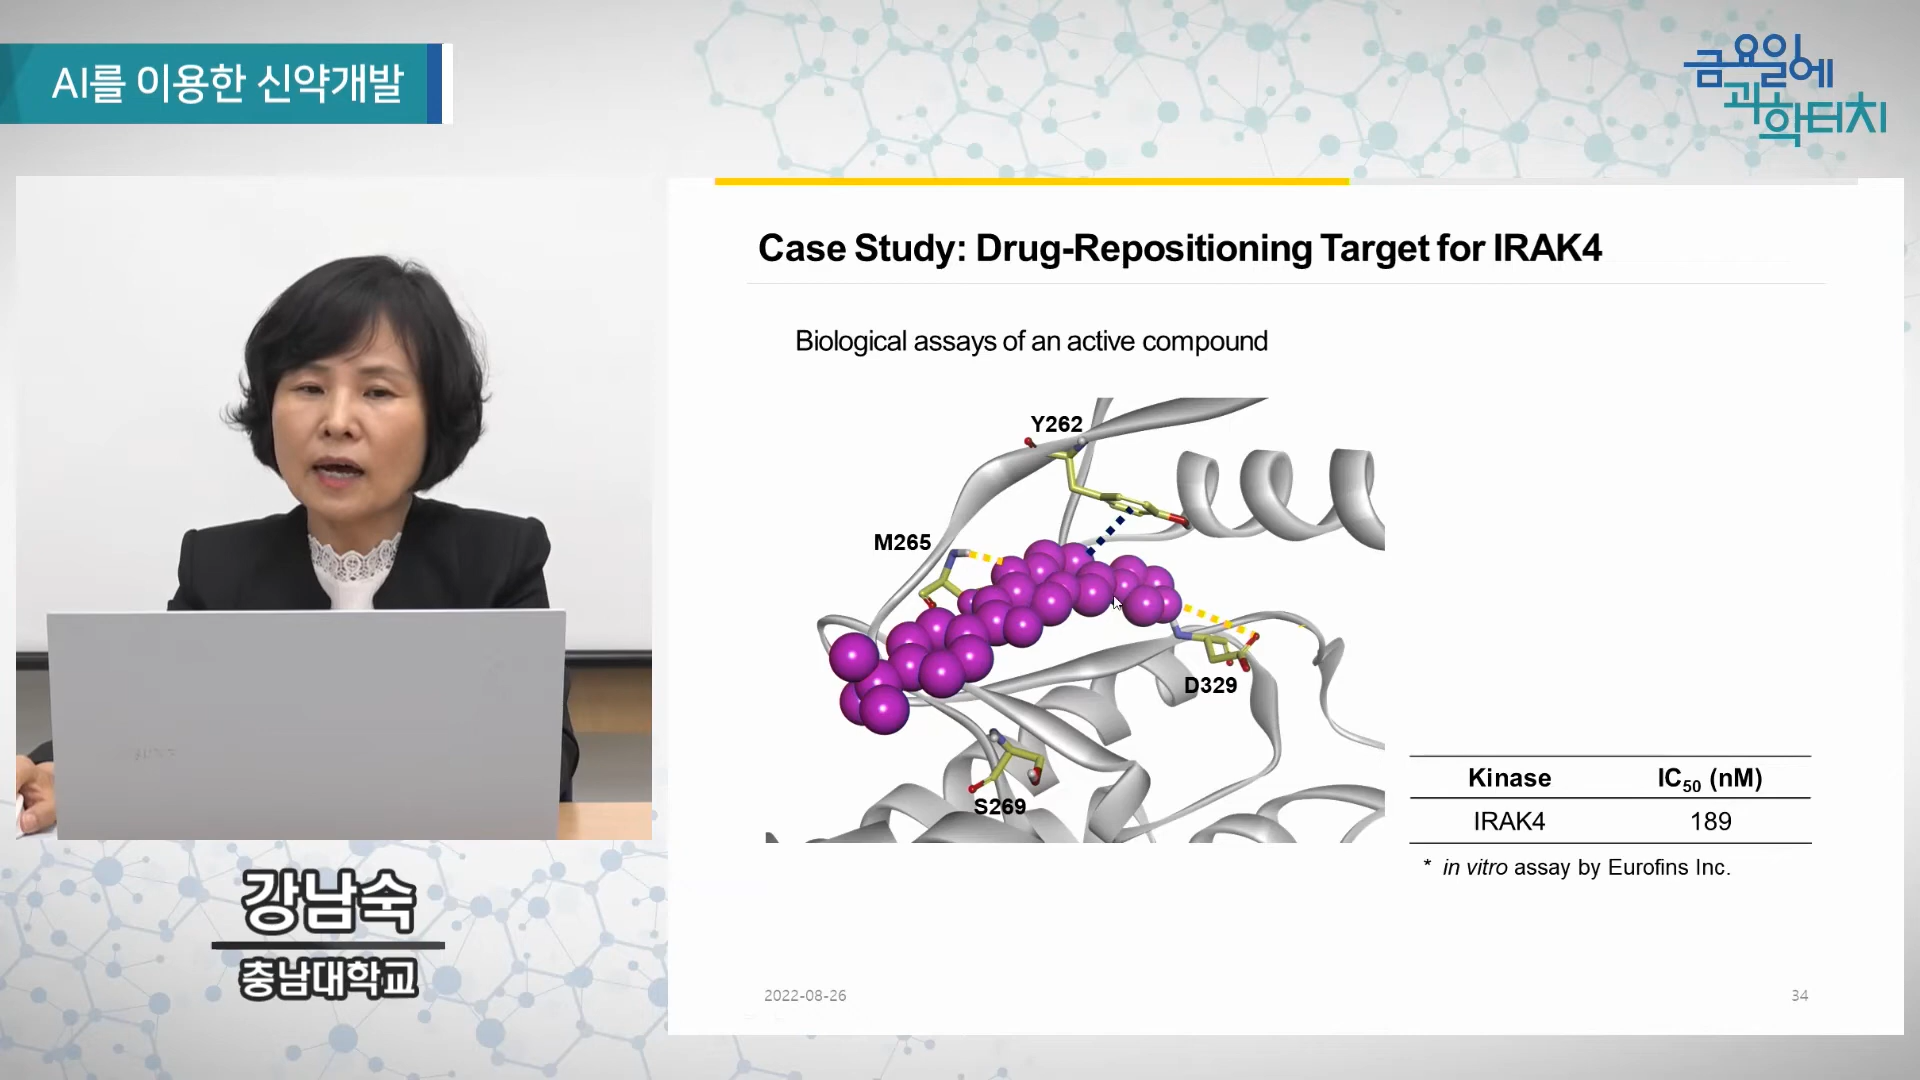 AI를 이용한 신약개발
금요일에
과학터치
Case Study: Drug-Repositioning Target for IRAK4
Biological assays of an active compound
Y262
M265
D329
S269
Kinase IC50 (nM)
IRAK4 189
* in vitro assay by Eurofins Inc.
강남숙
충남대학교
2022-08-26
34